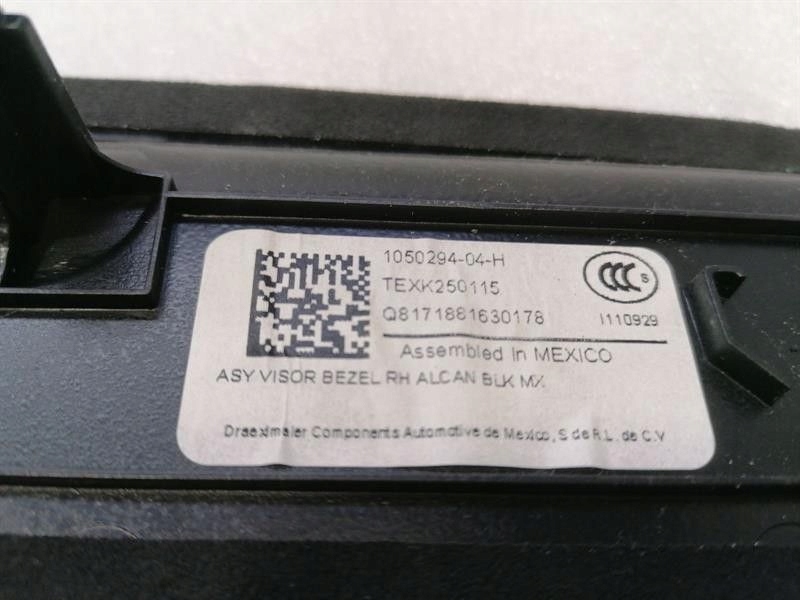 1050294-04-H
TEXK250115
Q8171881630178
CCC S
I110929
Assembled in MEXICO
ASY VISOR BEZEL RH ALCAN BLK MX
Draexlmaier Components Automotive de Mexico, S de R.L. de C.V